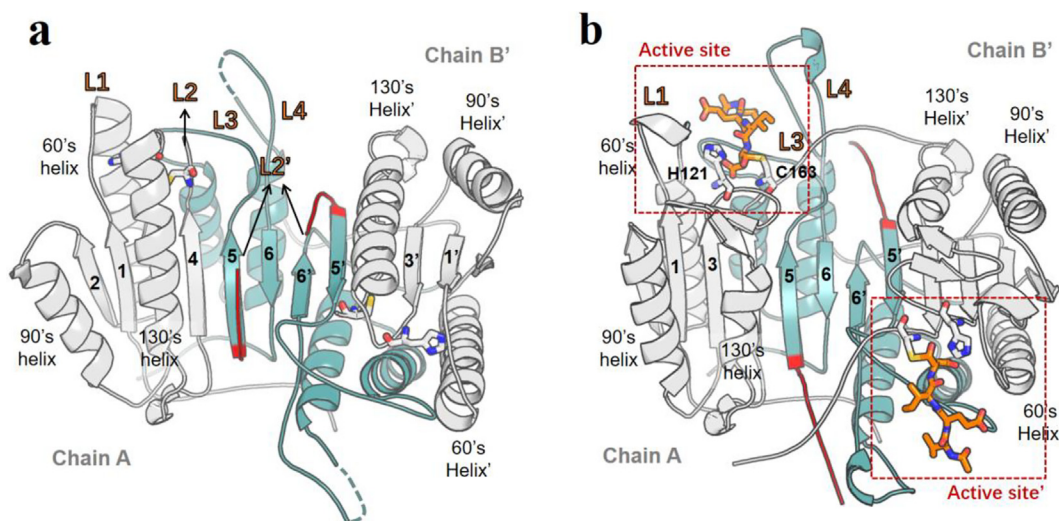 a
Chain B'
L1
L2
L3
L4
130's
Helix'
90's
Helix'
60's
helix
L2'
2
1
4
5
6
6'
5'
3'
1'
90's
helix
130's
helix
60's
Helix'
Chain A
b
Active site
Chain B'
L1
L4
130's
Helix'
90's
Helix'
60's
helix
L3
H121
C163
1
3
5
6
6'
5'
90's
helix
130's
helix
60's
Helix
Chain A
Active site'